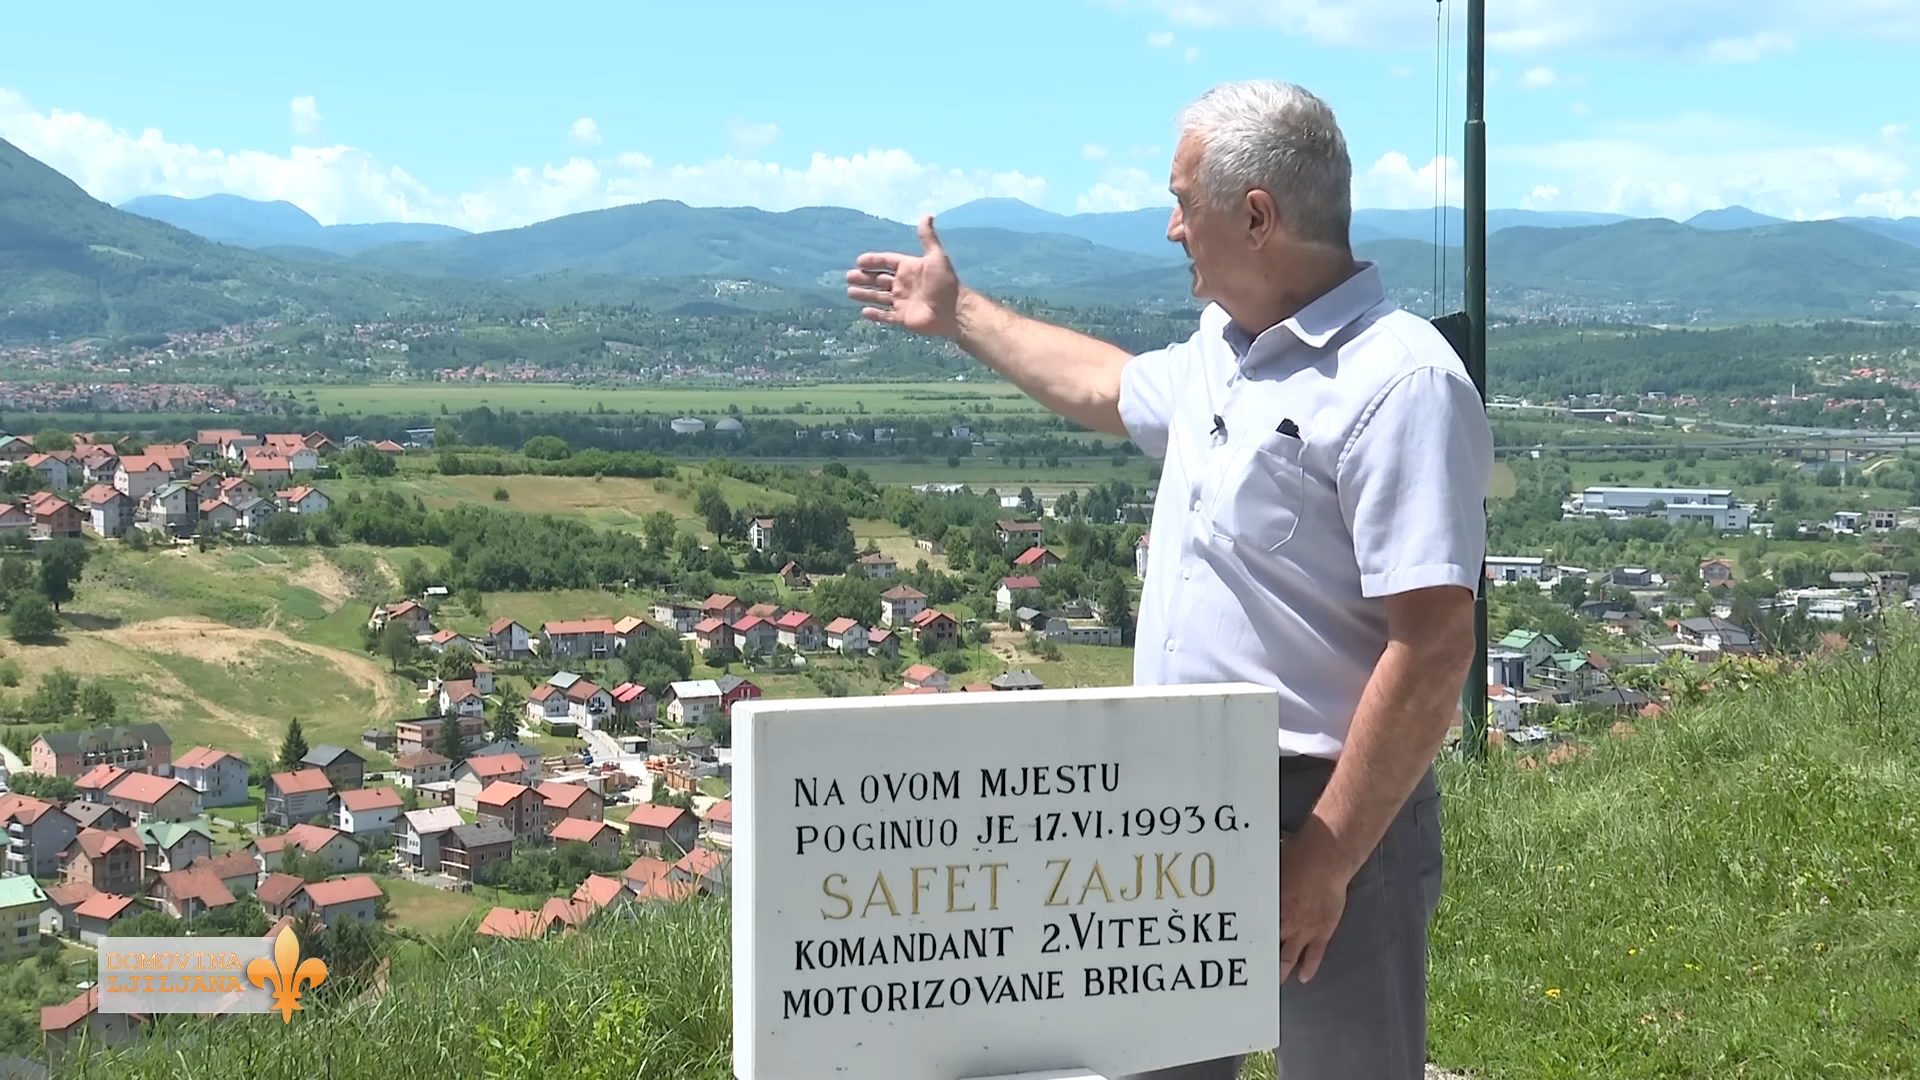 NA OVOM MJESTU
POGINUO JE 17.VI.1993 G.
SAFET ZAJKO
KOMANDANT 2.VITEŠKE
MOTORIZOVANE BRIGADE
DOMOVINA
LJILJANA